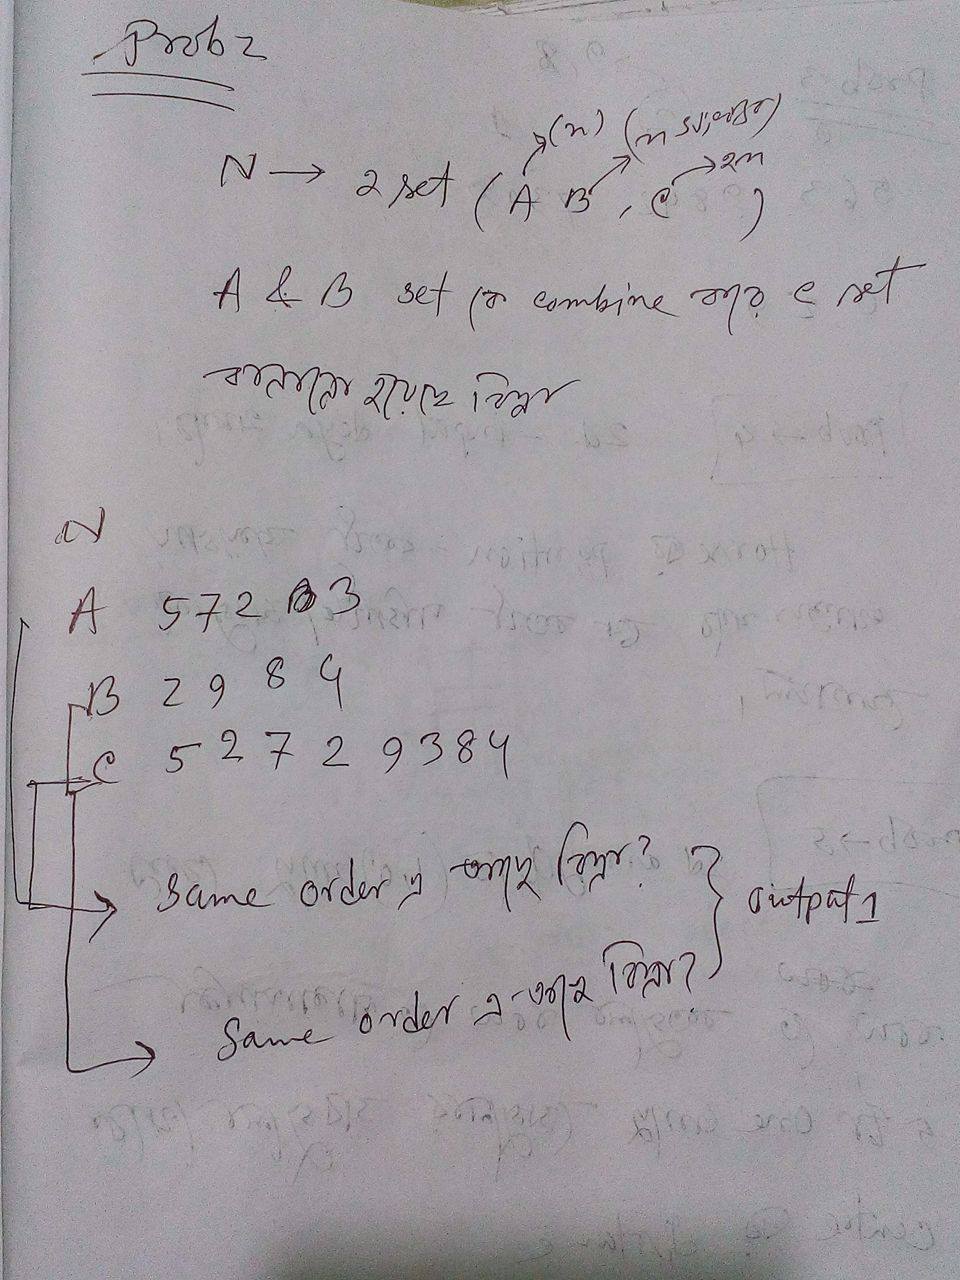 Prob 2
(n) (n
N → 2 set ( A B , C ) → 2n
A & B set কে combine করে C set
বানানো হয়েছে কিনা
N
A 5 7 2 3
B 2 9 8 4
C 5 2 7 2 9 3 8 4
Same order এ আছে কিনা?
output 1
Same order এ আছে কিনা?